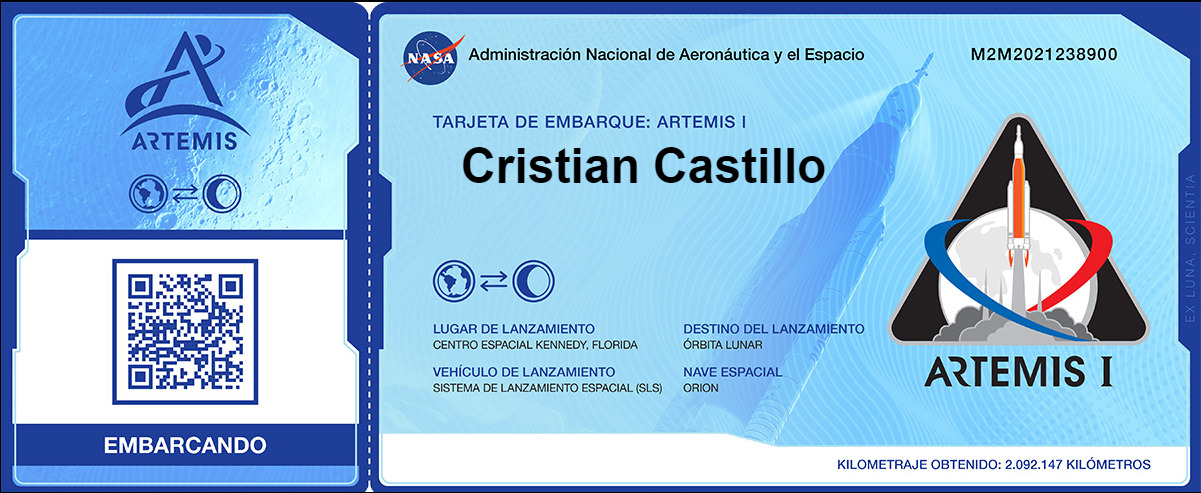 ARTEMIS
EMBARCANDO
NASA
Administración Nacional de Aeronáutica y el Espacio
M2M2021238900
TARJETA DE EMBARQUE: ARTEMIS I
Cristian Castillo
LUGAR DE LANZAMIENTO
CENTRO ESPACIAL KENNEDY, FLORIDA
DESTINO DEL LANZAMIENTO
ÓRBITA LUNAR
VEHÍCULO DE LANZAMIENTO
SISTEMA DE LANZAMIENTO ESPACIAL (SLS)
NAVE ESPACIAL
ORION
ARTEMIS I
EX LUNA, SCIENTIA
KILOMETRAJE OBTENIDO: 2.092.147 KILÓMETROS